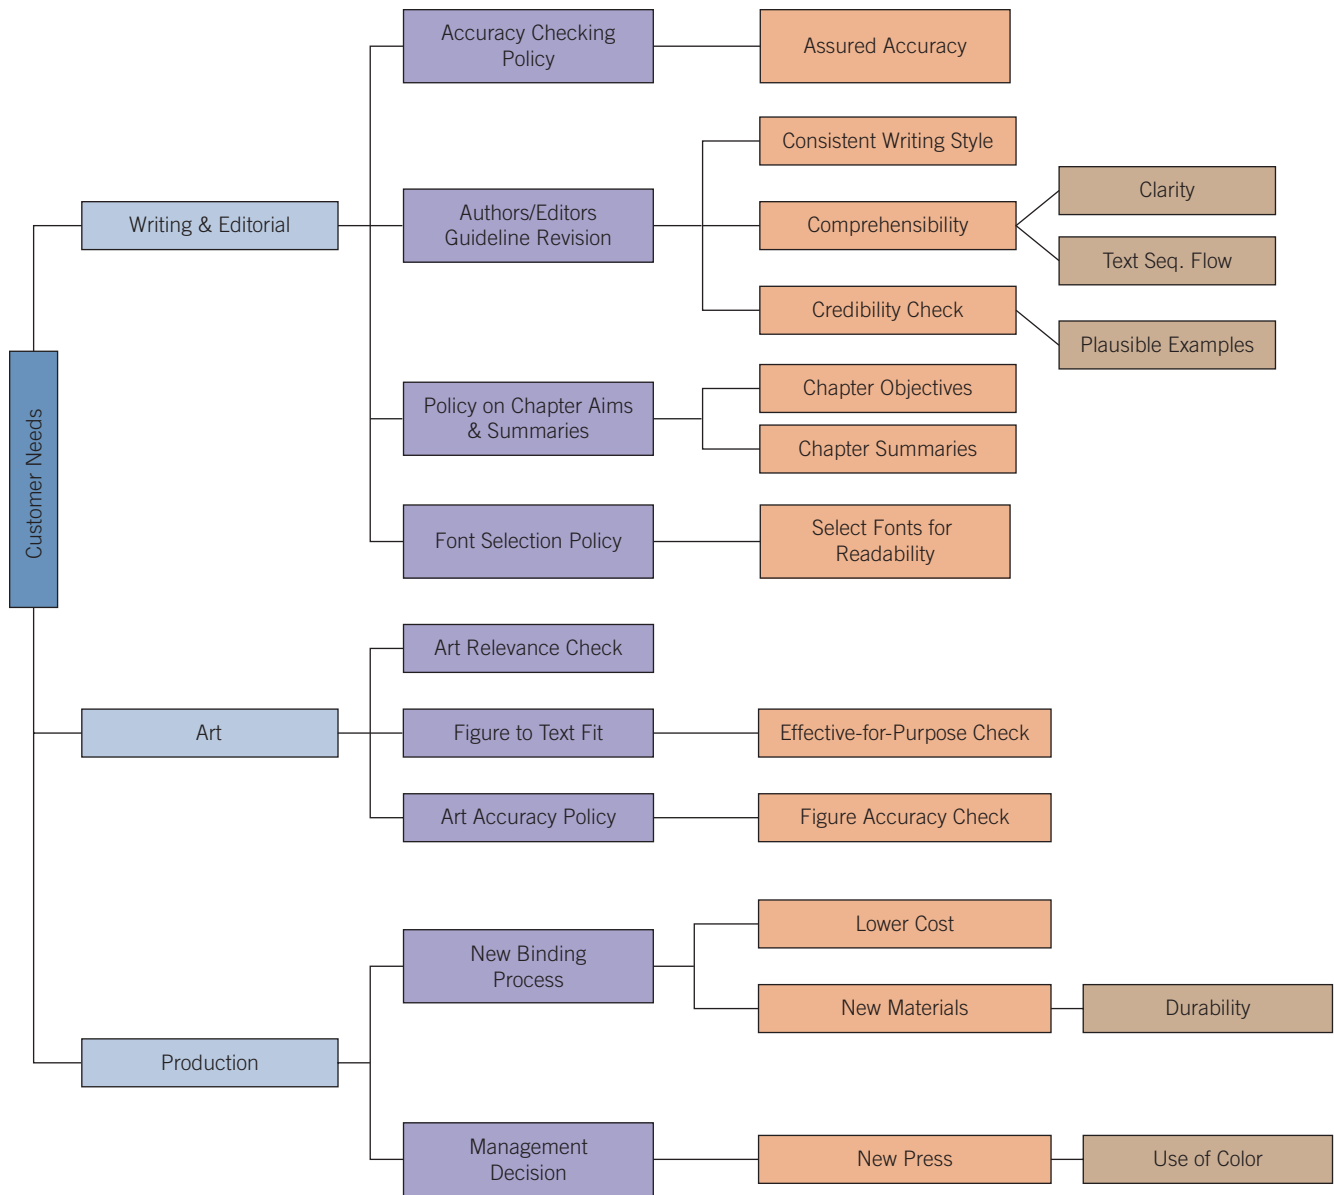 Customer Needs
Writing & Editorial
Accuracy Checking
Policy
Assured Accuracy
Authors/Editors
Guideline Revision
Consistent Writing Style
Comprehensibility
Clarity
Text Seq. Flow
Credibility Check
Plausible Examples
Policy on Chapter Aims
& Summaries
Chapter Objectives
Chapter Summaries
Font Selection Policy
Select Fonts for
Readability
Art
Art Relevance Check
Figure to Text Fit
Effective-for-Purpose Check
Art Accuracy Policy
Figure Accuracy Check
Production
New Binding
Process
Lower Cost
New Materials
Durability
Management
Decision
New Press
Use of Color